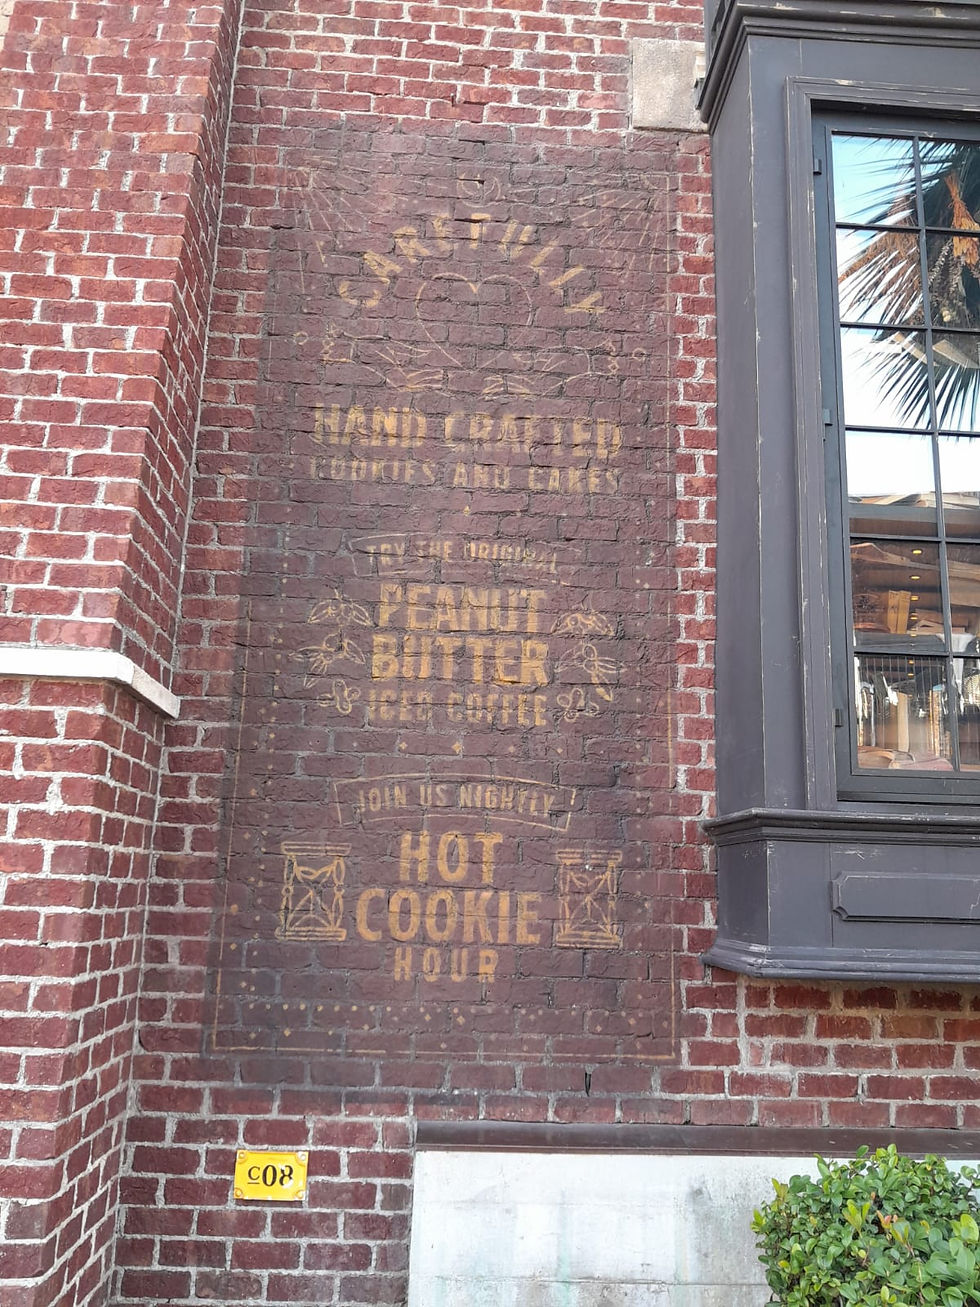 CAREFULLY
HAND CRAFTED
COOKIES AND CAKES
TRY THE ORIGINAL
PEANUT
BUTTER
ICED COFFEE
JOIN US NIGHTLY
HOT
COOKIE
HOUR
C08